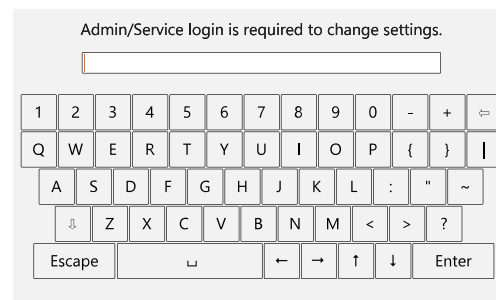 Admin/Service login is required to change settings.
1 2 3 4 5 6 7 8 9 0 - + ⇦
Q W E R T Y U I O P { } |
A S D F G H J K L : " ~
⇩ Z X C V B N M < > ?
Escape ␣ ← → ↑ ↓ Enter